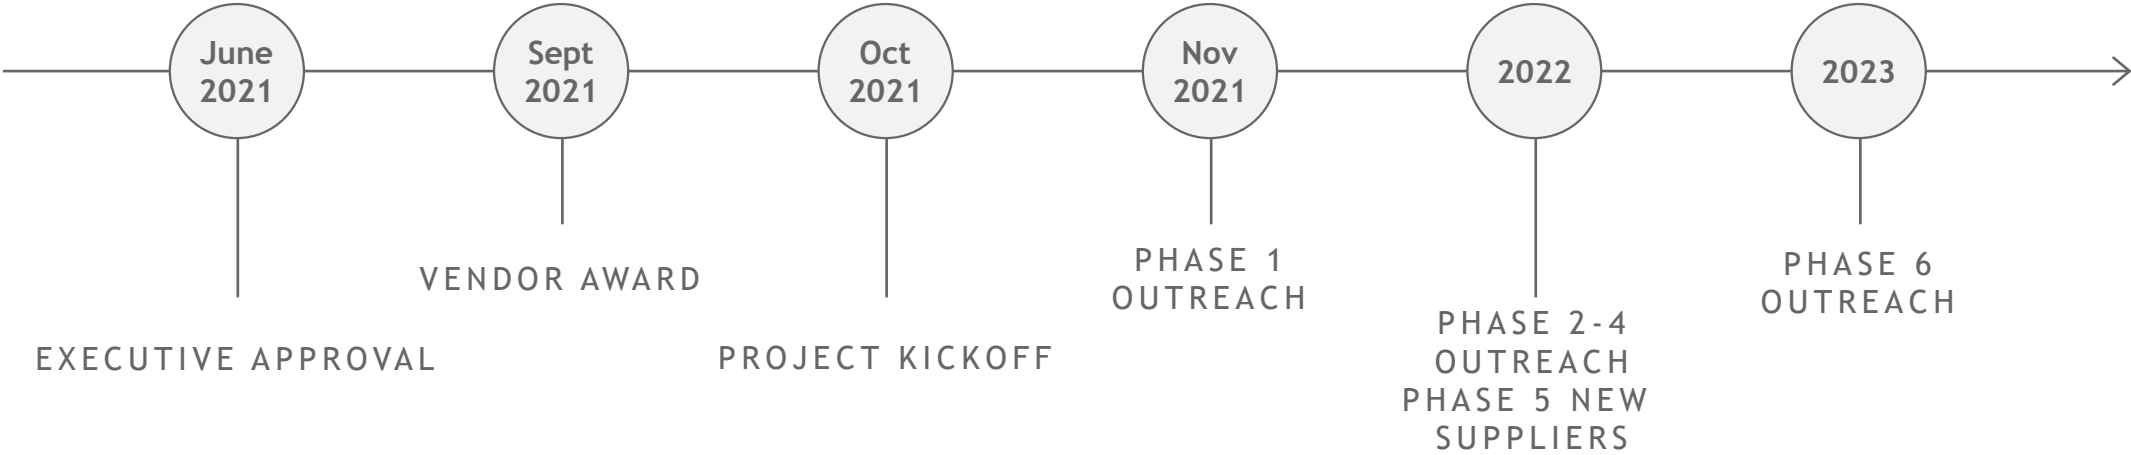 June
2021
Sept
2021
Oct
2021
Nov
2021
2022
2023
EXECUTIVE APPROVAL
VENDOR AWARD
PROJECT KICKOFF
PHASE 1
OUTREACH
PHASE 2-4
OUTREACH
PHASE 5 NEW
SUPPLIERS
PHASE 6
OUTREACH